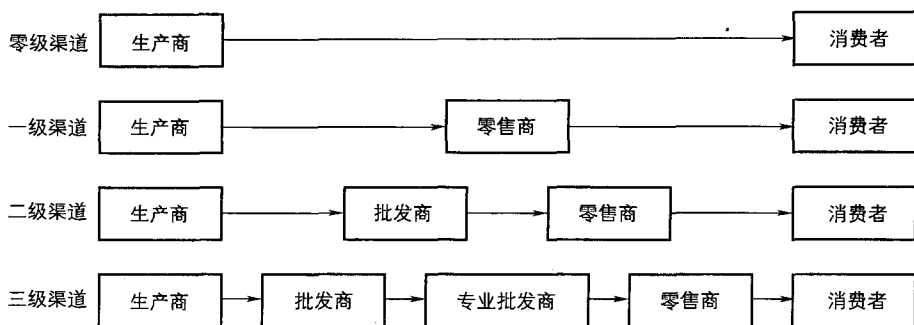 零级渠道 生产商 消费者
一级渠道 生产商 零售商 消费者
二级渠道 生产商 批发商 零售商 消费者
三级渠道 生产商 批发商 专业批发商 零售商 消费者